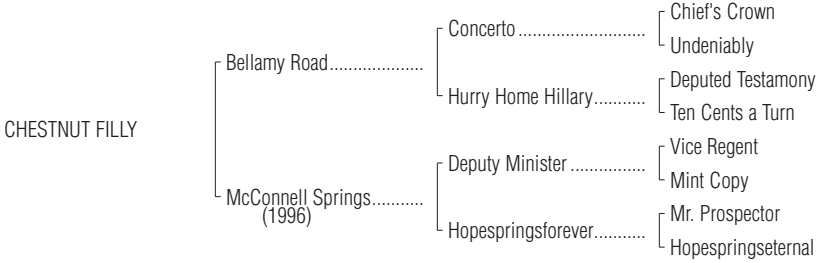 Chief's Crown
Concerto ...........................
Undeniably
Bellamy Road....................
Deputed Testamony
Hurry Home Hillary...........
Ten Cents a Turn
CHESTNUT FILLY
Vice Regent
Deputy Minister ................
Mint Copy
McConnell Springs...........
(1996)
Mr. Prospector
Hopespringsforever...........
Hopespringseternal